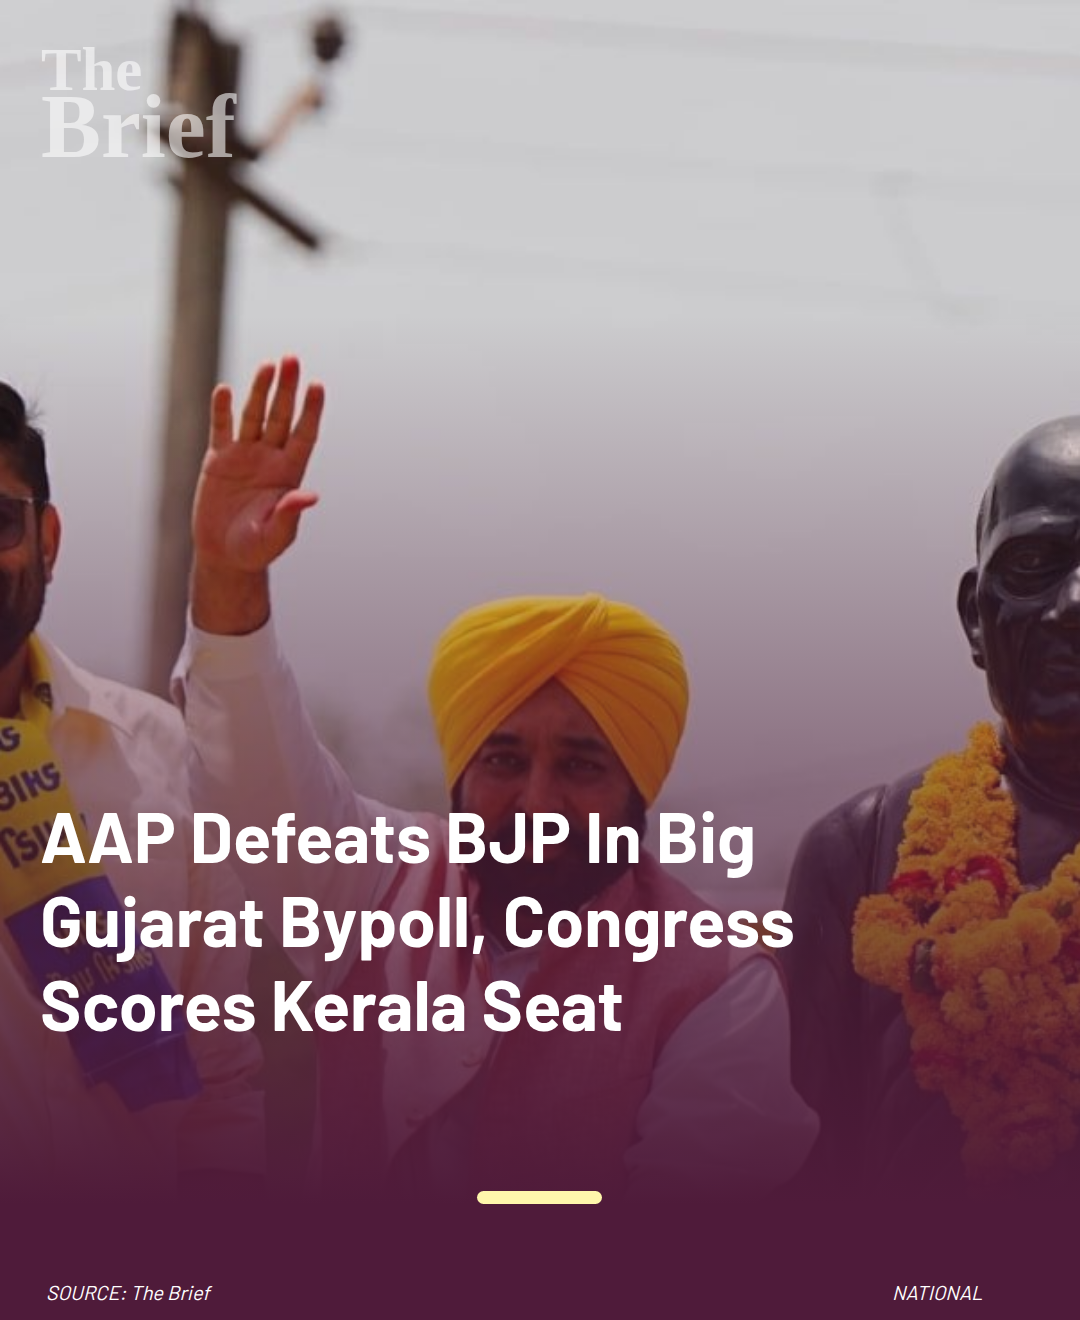 The
Brief
AAP Defeats BJP In Big
Gujarat Bypoll, Congress
Scores Kerala Seat
SOURCE: The Brief
NATIONAL